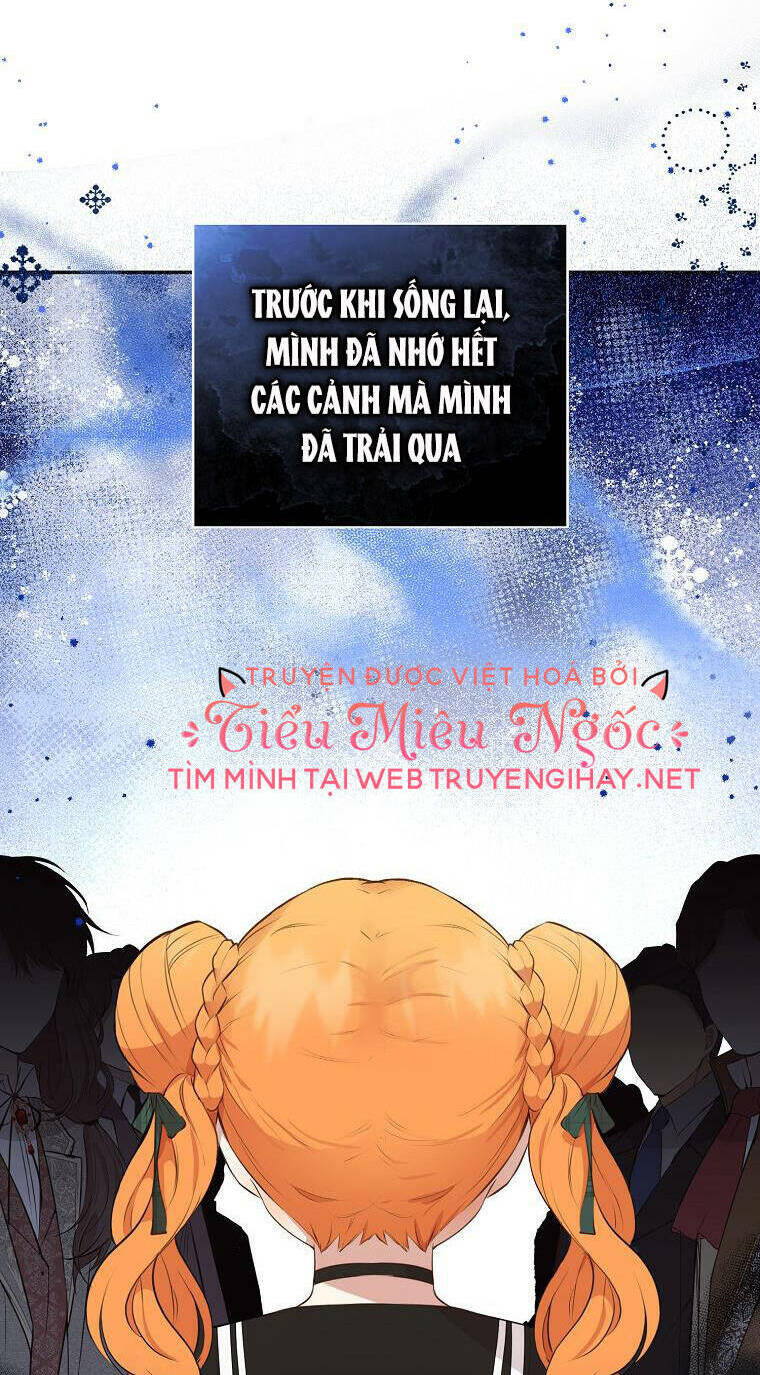 TRƯỚC KHI SỐNG LẠI,
MÌNH ĐÃ NHỚ HẾT
CÁC CẢNH MÀ MÌNH
ĐÃ TRẢI QUA
TRUYỆN ĐƯỢC VIỆT HOÁ BỞI
Tiểu Miêu Ngốc
TÌM MÌNH TẠI WEB TRUYENGIHAY.NET